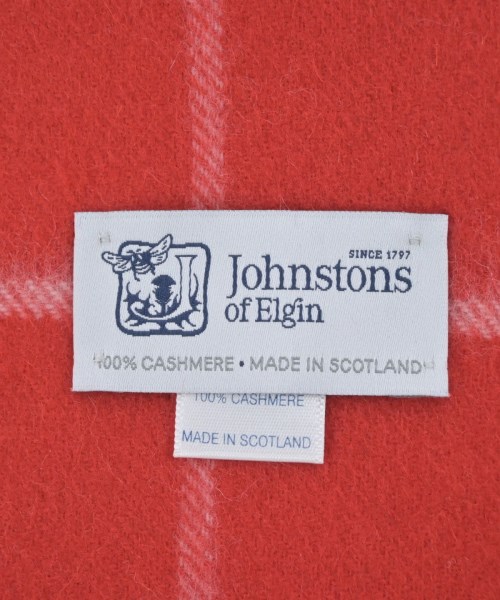 SINCE 1797
Johnstons
of Elgin
100% CASHMERE • MADE IN SCOTLAND
100% CASHMERE
MADE IN SCOTLAND